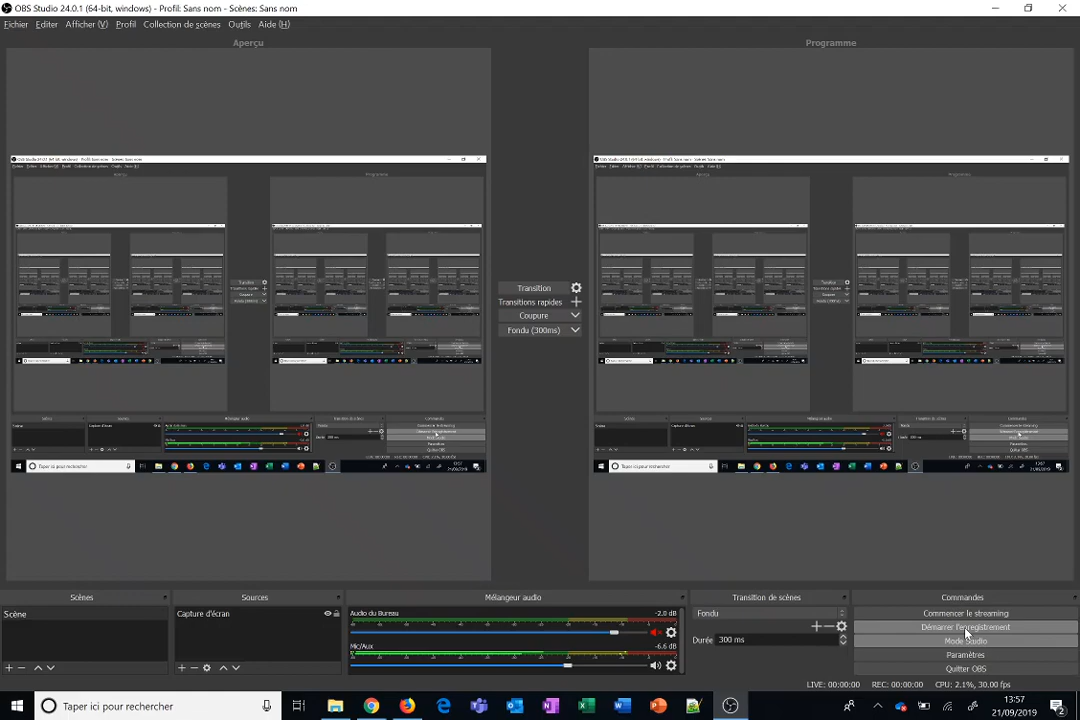 OBS Studio 24.0.1 (64-bit, windows) - Profil: Sans nom - Scènes: Sans nom
Fichier Editer Afficher (V) Profil Collection de scènes Outils Aide (H)
Aperçu
Programme
Transition
Transitions rapides
Coupure
Fondu (300ms)
Scènes
Sources
Mélangeur audio
Transition de scènes
Commandes
Scène
Capture d'écran
Audio du Bureau -2.0 dB
Mic/Aux -6.6 dB
Fondu
Durée 300 ms
Commencer le streaming
Démarrer l'enregistrement
Mode Studio
Paramètres
Quitter OBS
LIVE: 00:00:00 REC: 00:00:00 CPU: 2.1%, 30.00 fps
Taper ici pour rechercher
13:57
21/09/2019
2